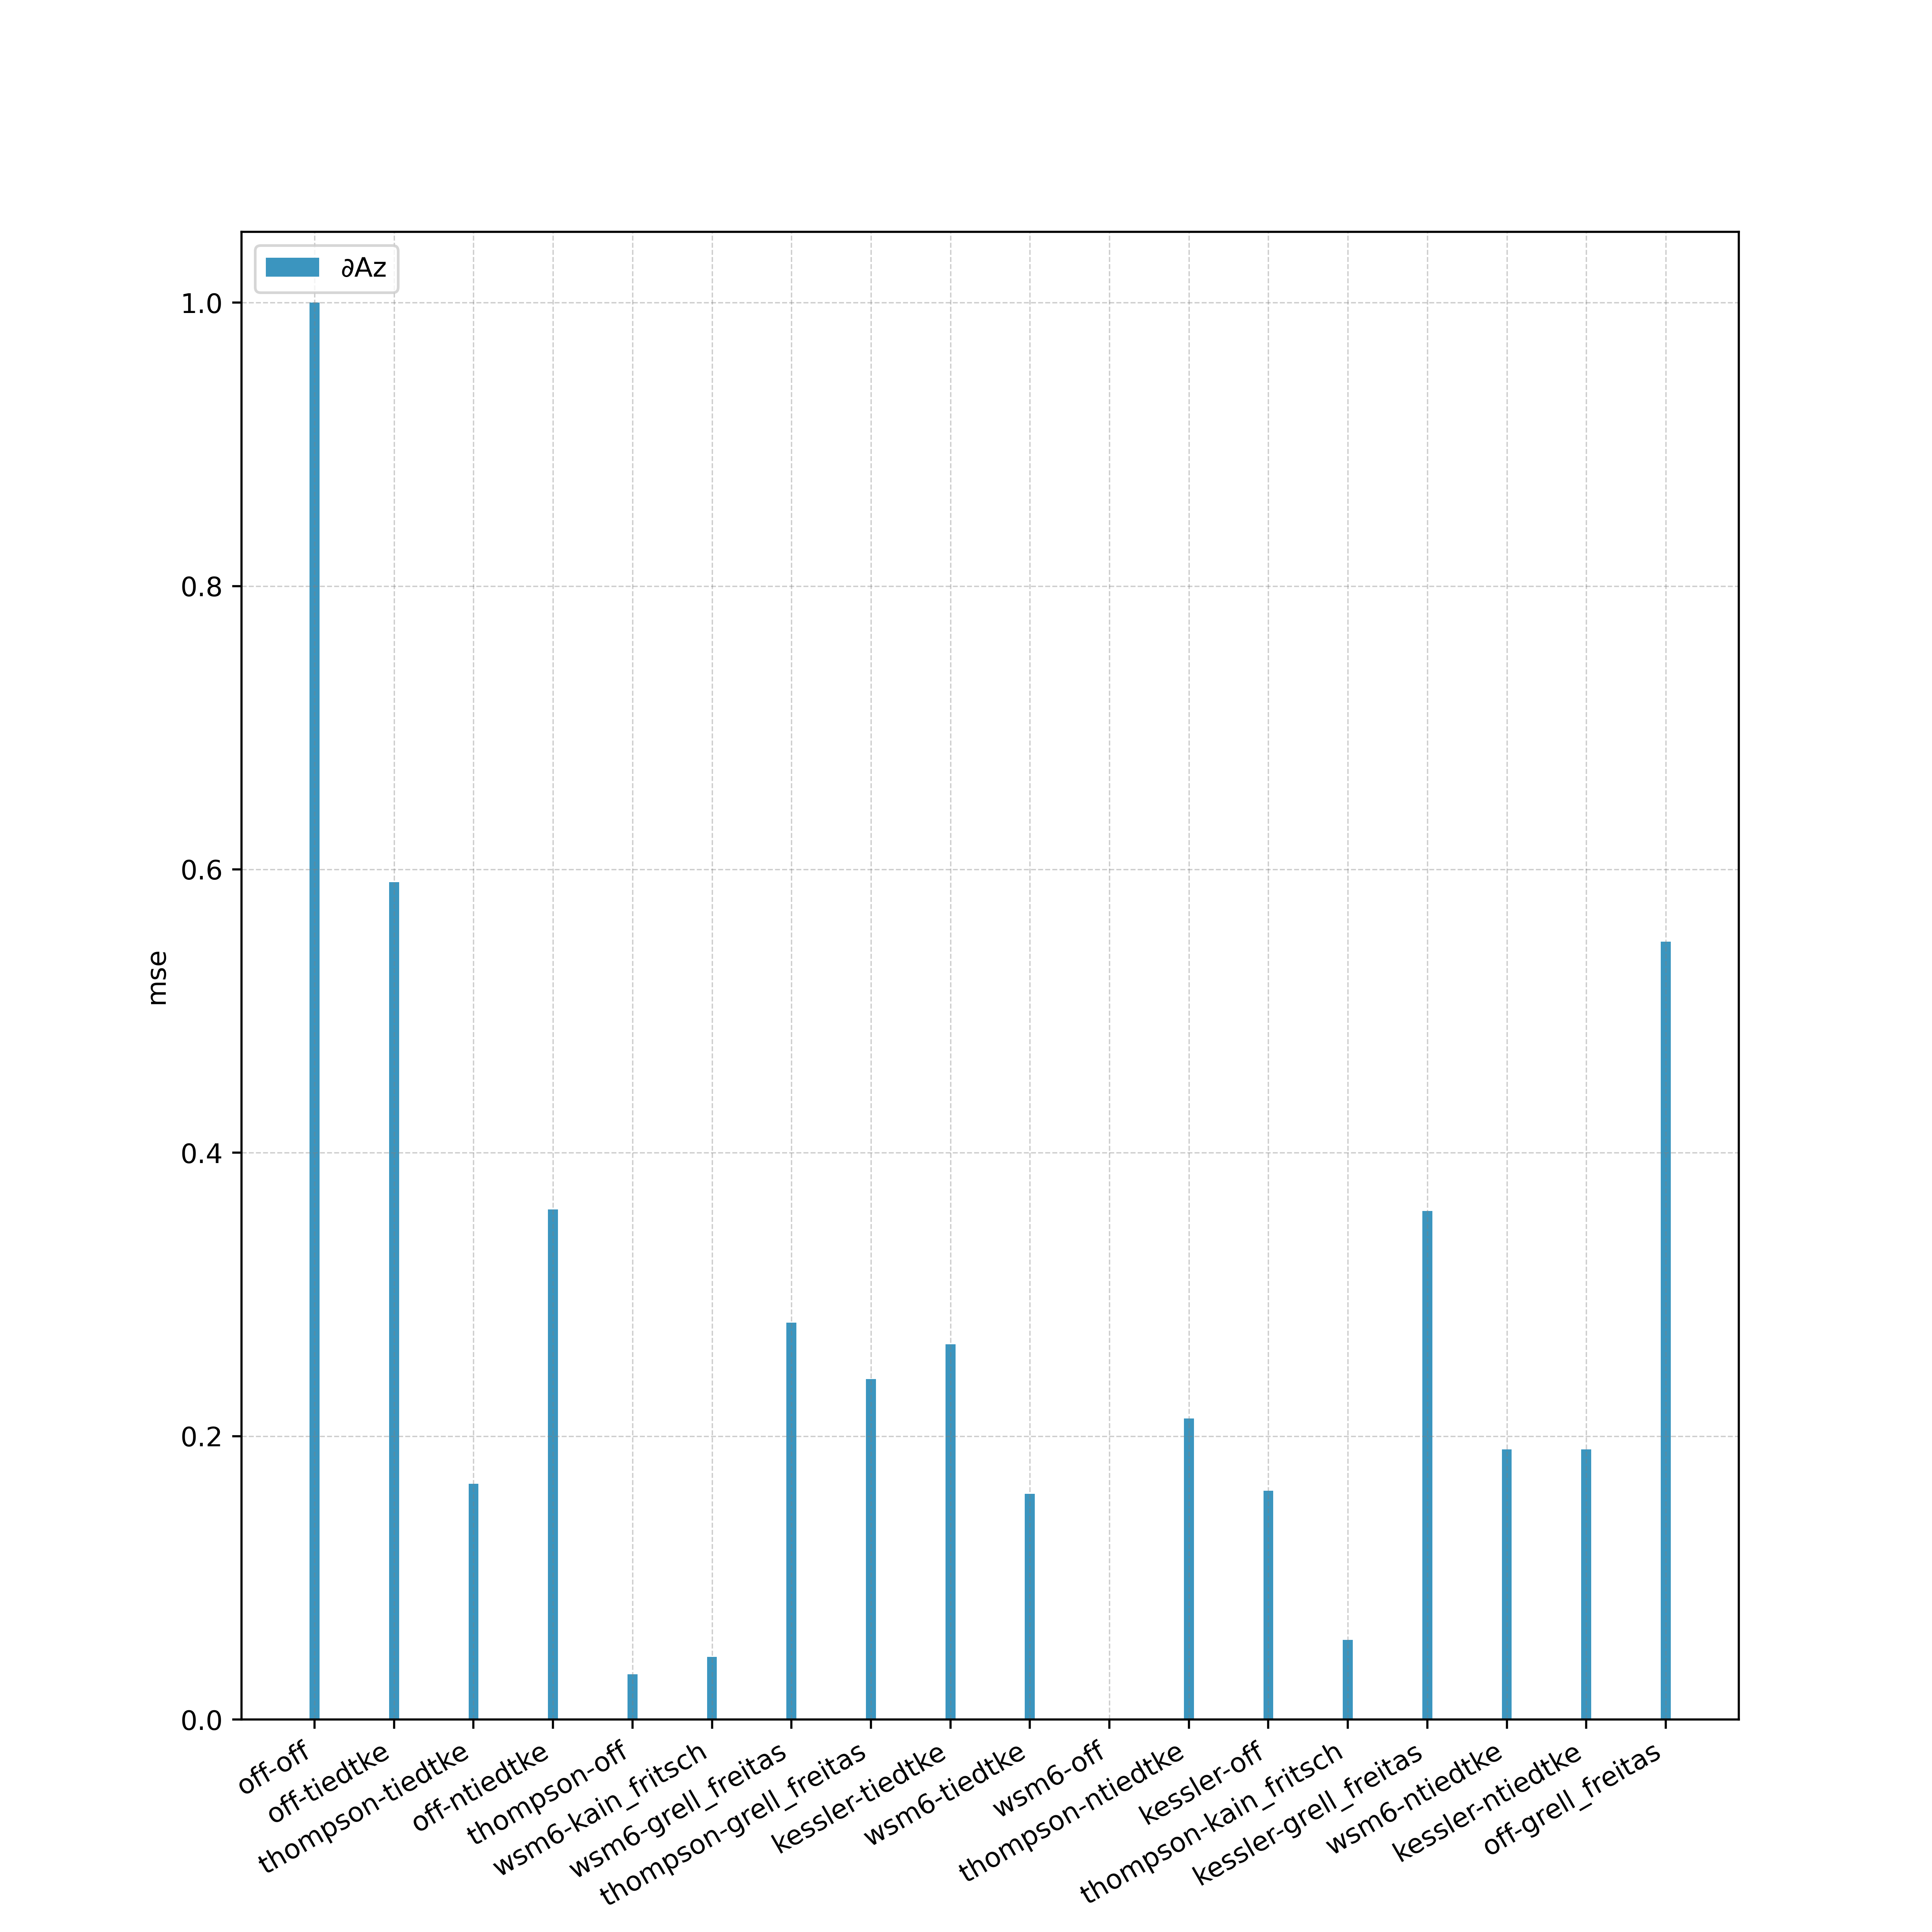 ∂Az
1.0
0.8
0.6
0.4
0.2
0.0
mse
off-off
off-tiedtke
thompson-tiedtke
off-ntiedtke
thompson-off
wsm6-kain_fritsch
wsm6-grell_freitas
thompson-grell_freitas
kessler-tiedtke
wsm6-tiedtke
wsm6-off
thompson-ntiedtke
kessler-off
thompson-kain_fritsch
kessler-grell_freitas
wsm6-ntiedtke
kessler-ntiedtke
off-grell_freitas